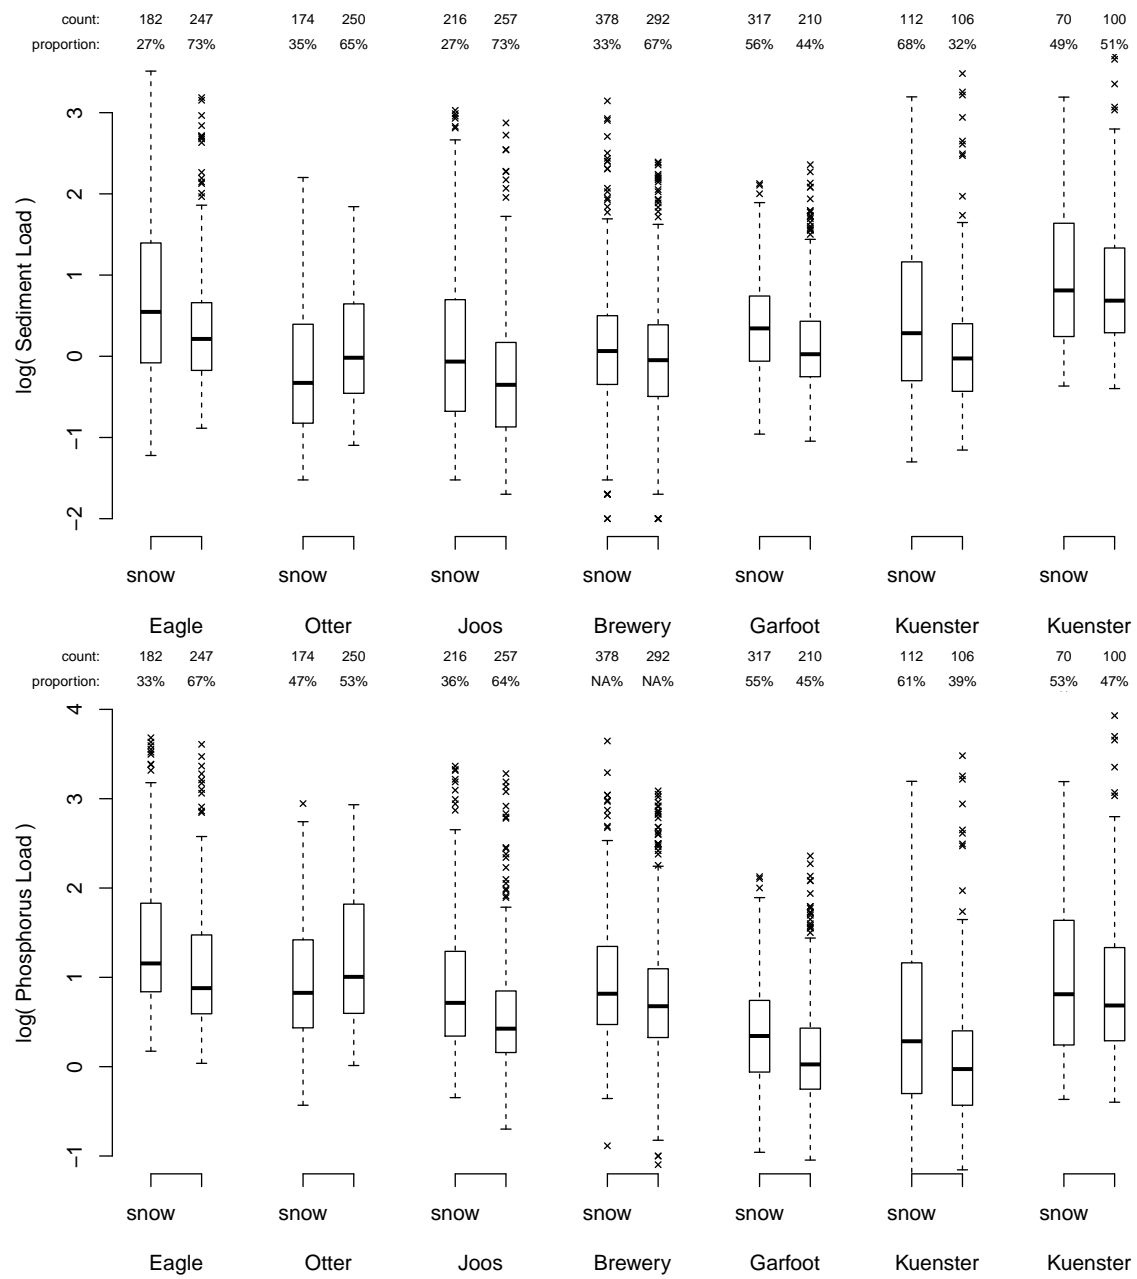 count: 182 247 174 250 216 257 378 292 317 210 112 106 70 100
proportion: 27% 73% 35% 65% 27% 73% 33% 67% 56% 44% 68% 32% 49% 51%
log( Sediment Load )
3
2
1
0
−1
−2
snow snow snow snow snow snow snow
Eagle Otter Joos Brewery Garfoot Kuenster Kuenster
count: 182 247 174 250 216 257 378 292 317 210 112 106 70 100
proportion: 33% 67% 47% 53% 36% 64% NA% NA% 55% 45% 61% 39% 53% 47%
log( Phosphorus Load )
4
3
2
1
0
−1
snow snow snow snow snow snow snow
Eagle Otter Joos Brewery Garfoot Kuenster Kuenster